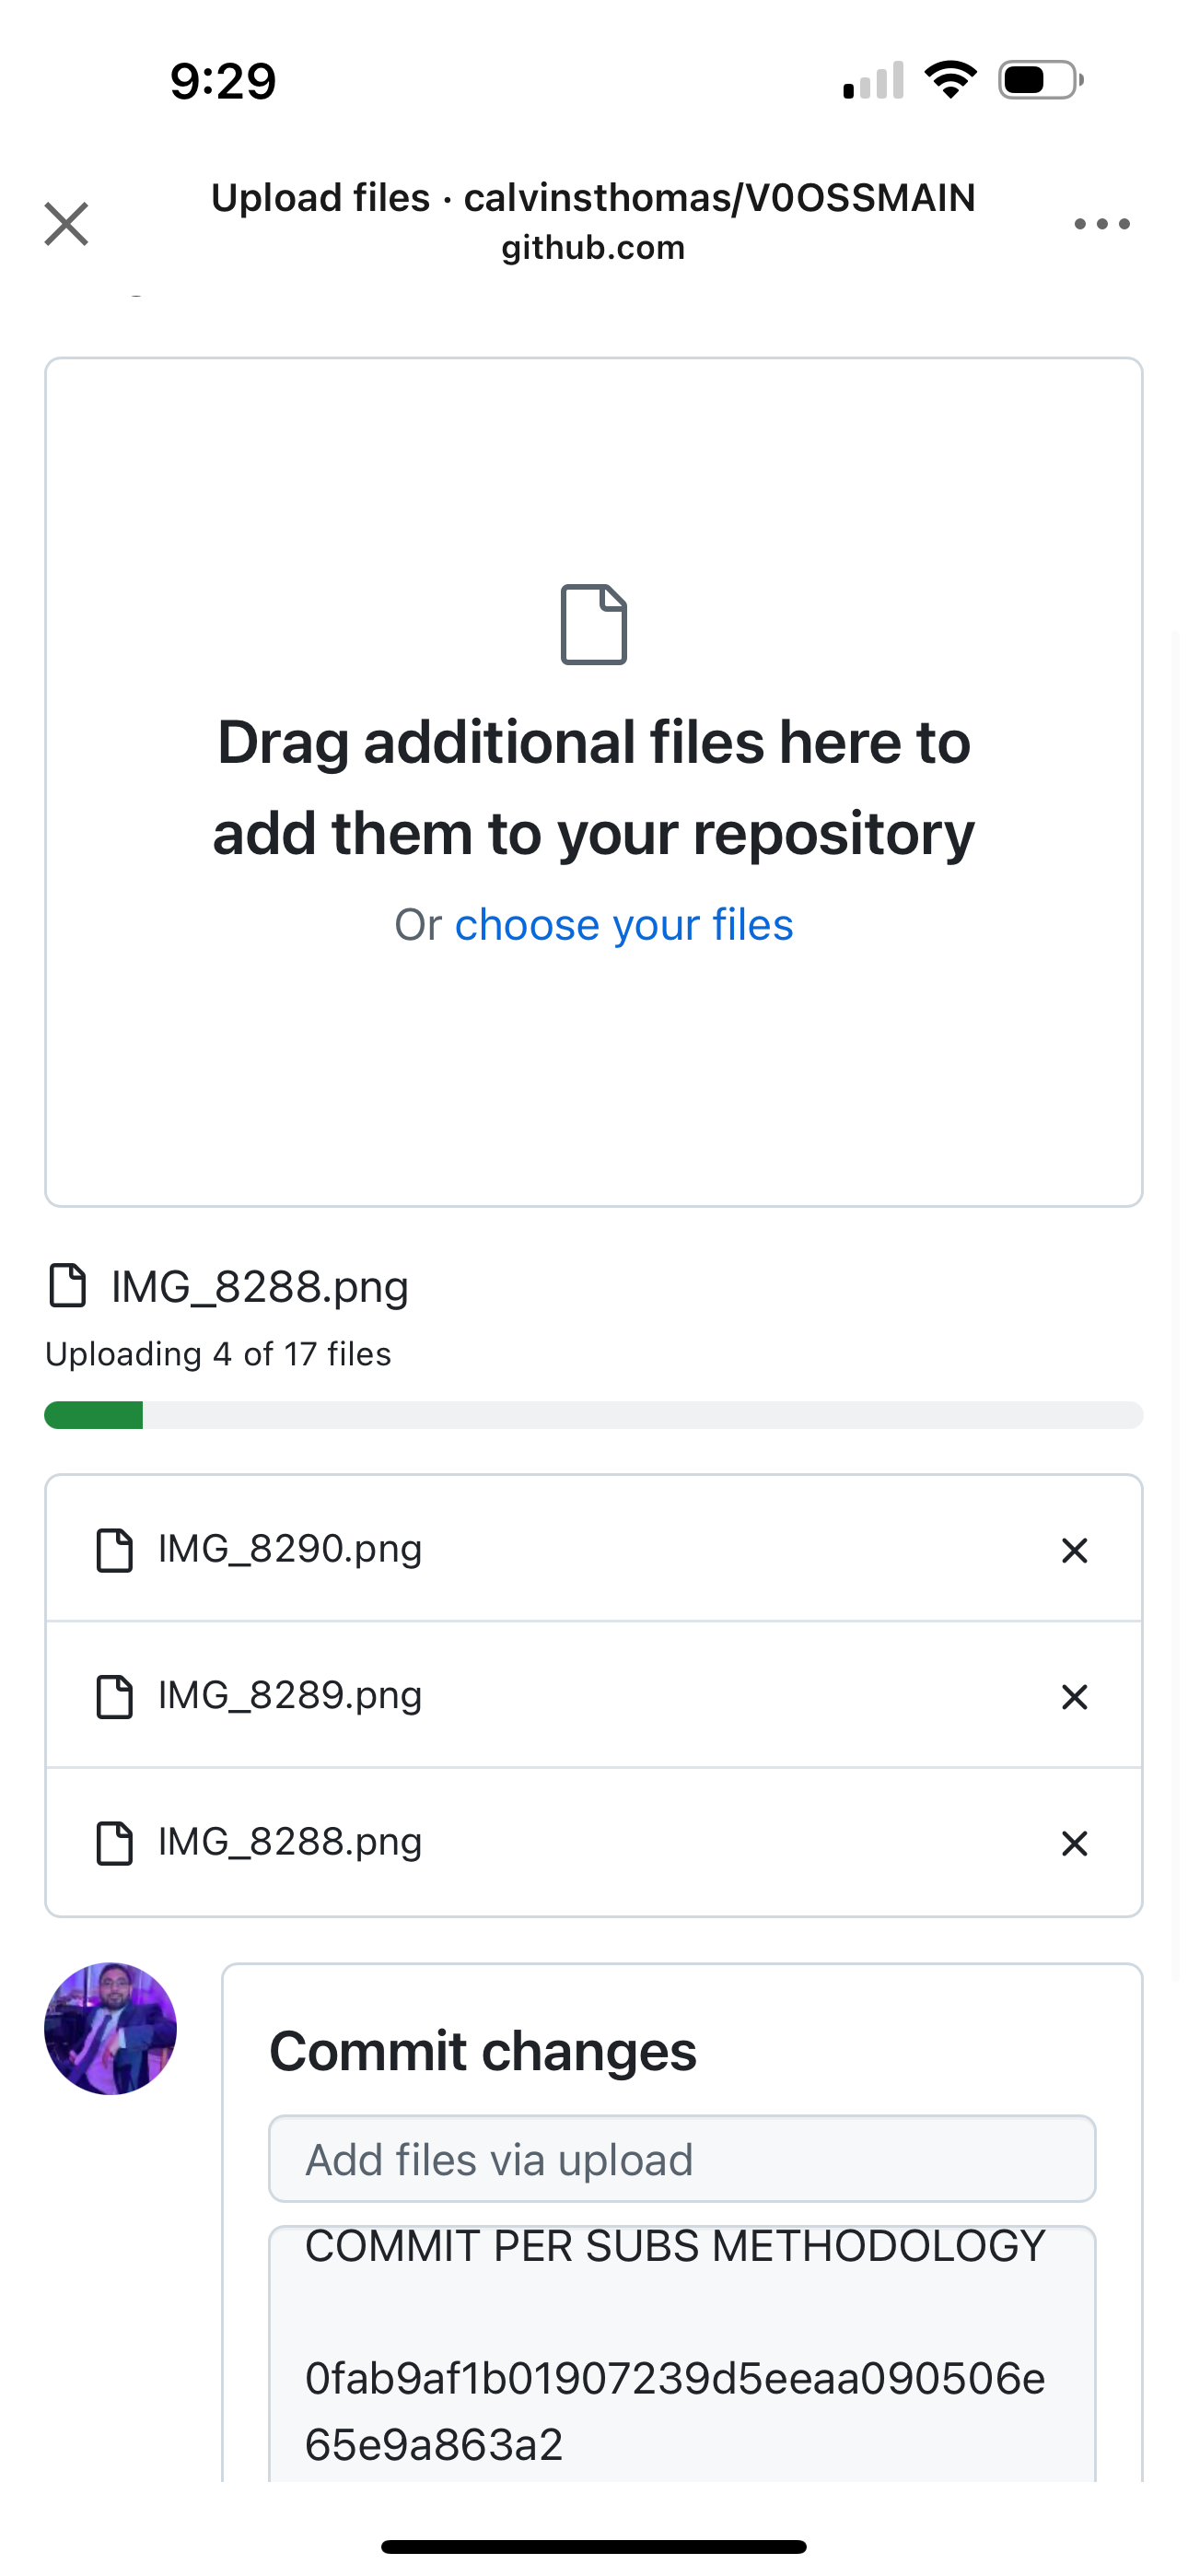 9:29
Upload files · calvinsthomas/V0OSSMAIN
github.com
Drag additional files here to
add them to your repository
Or choose your files
IMG_8288.png
Uploading 4 of 17 files
IMG_8290.png
IMG_8289.png
IMG_8288.png
Commit changes
Add files via upload
COMMIT PER SUBS METHODOLOGY
0fab9af1b01907239d5eeaa090506e
65e9a863a2